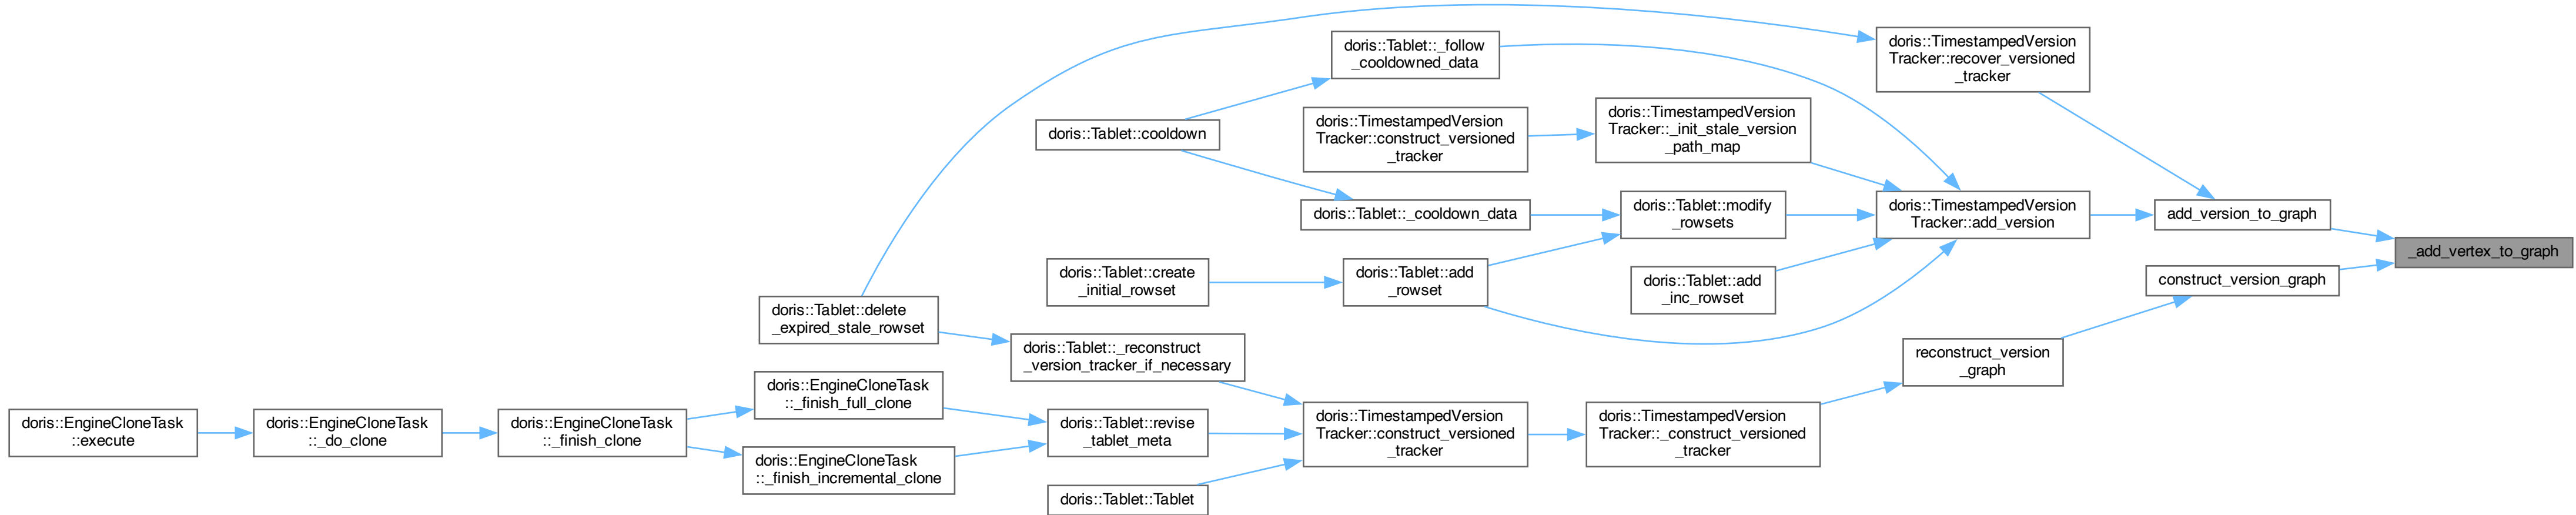 doris::EngineCloneTask
::execute
doris::EngineCloneTask
::_do_clone
doris::EngineCloneTask
::_finish_clone
doris::EngineCloneTask
::_finish_full_clone
doris::EngineCloneTask
::_finish_incremental_clone
doris::Tablet::delete
_expired_stale_rowset
doris::Tablet::cooldown
doris::Tablet::create
_initial_rowset
doris::Tablet::_reconstruct
_version_tracker_if_necessary
doris::Tablet::revise
_tablet_meta
doris::Tablet::Tablet
doris::Tablet::_follow
_cooldowned_data
doris::TimestampedVersion
Tracker::construct_versioned
_tracker
doris::Tablet::_cooldown_data
doris::Tablet::add
_rowset
doris::TimestampedVersion
Tracker::construct_versioned
_tracker
doris::TimestampedVersion
Tracker::_init_stale_version
_path_map
doris::Tablet::modify
_rowsets
doris::Tablet::add
_inc_rowset
doris::TimestampedVersion
Tracker::_construct_versioned
_tracker
doris::TimestampedVersion
Tracker::recover_versioned
_tracker
doris::TimestampedVersion
Tracker::add_version
reconstruct_version
_graph
add_version_to_graph
construct_version_graph
_add_vertex_to_graph